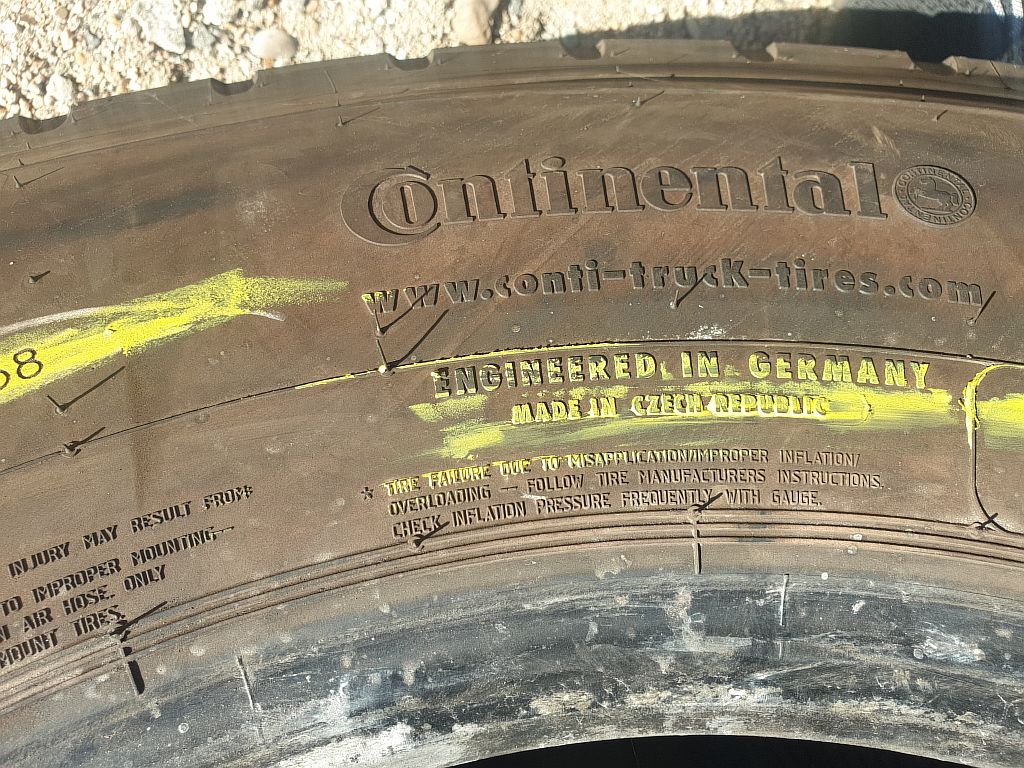 Continental
CONTINENTAL
www.conti-truck-tires.com
68
ENGINEERED IN GERMANY
MADE IN CZECH REPUBLIC
* TIRE FAILURE DUE TO MISAPPLICATION/IMPROPER INFLATION/
OVERLOADING – FOLLOW TIRE MANUFACTURERS INSTRUCTIONS.
CHECK INFLATION PRESSURE FREQUENTLY WITH GAUGE.
INJURY MAY RESULT FROM:
TO IMPROPER MOUNTING–
AIR HOSE. ONLY
MOUNT TIRES.